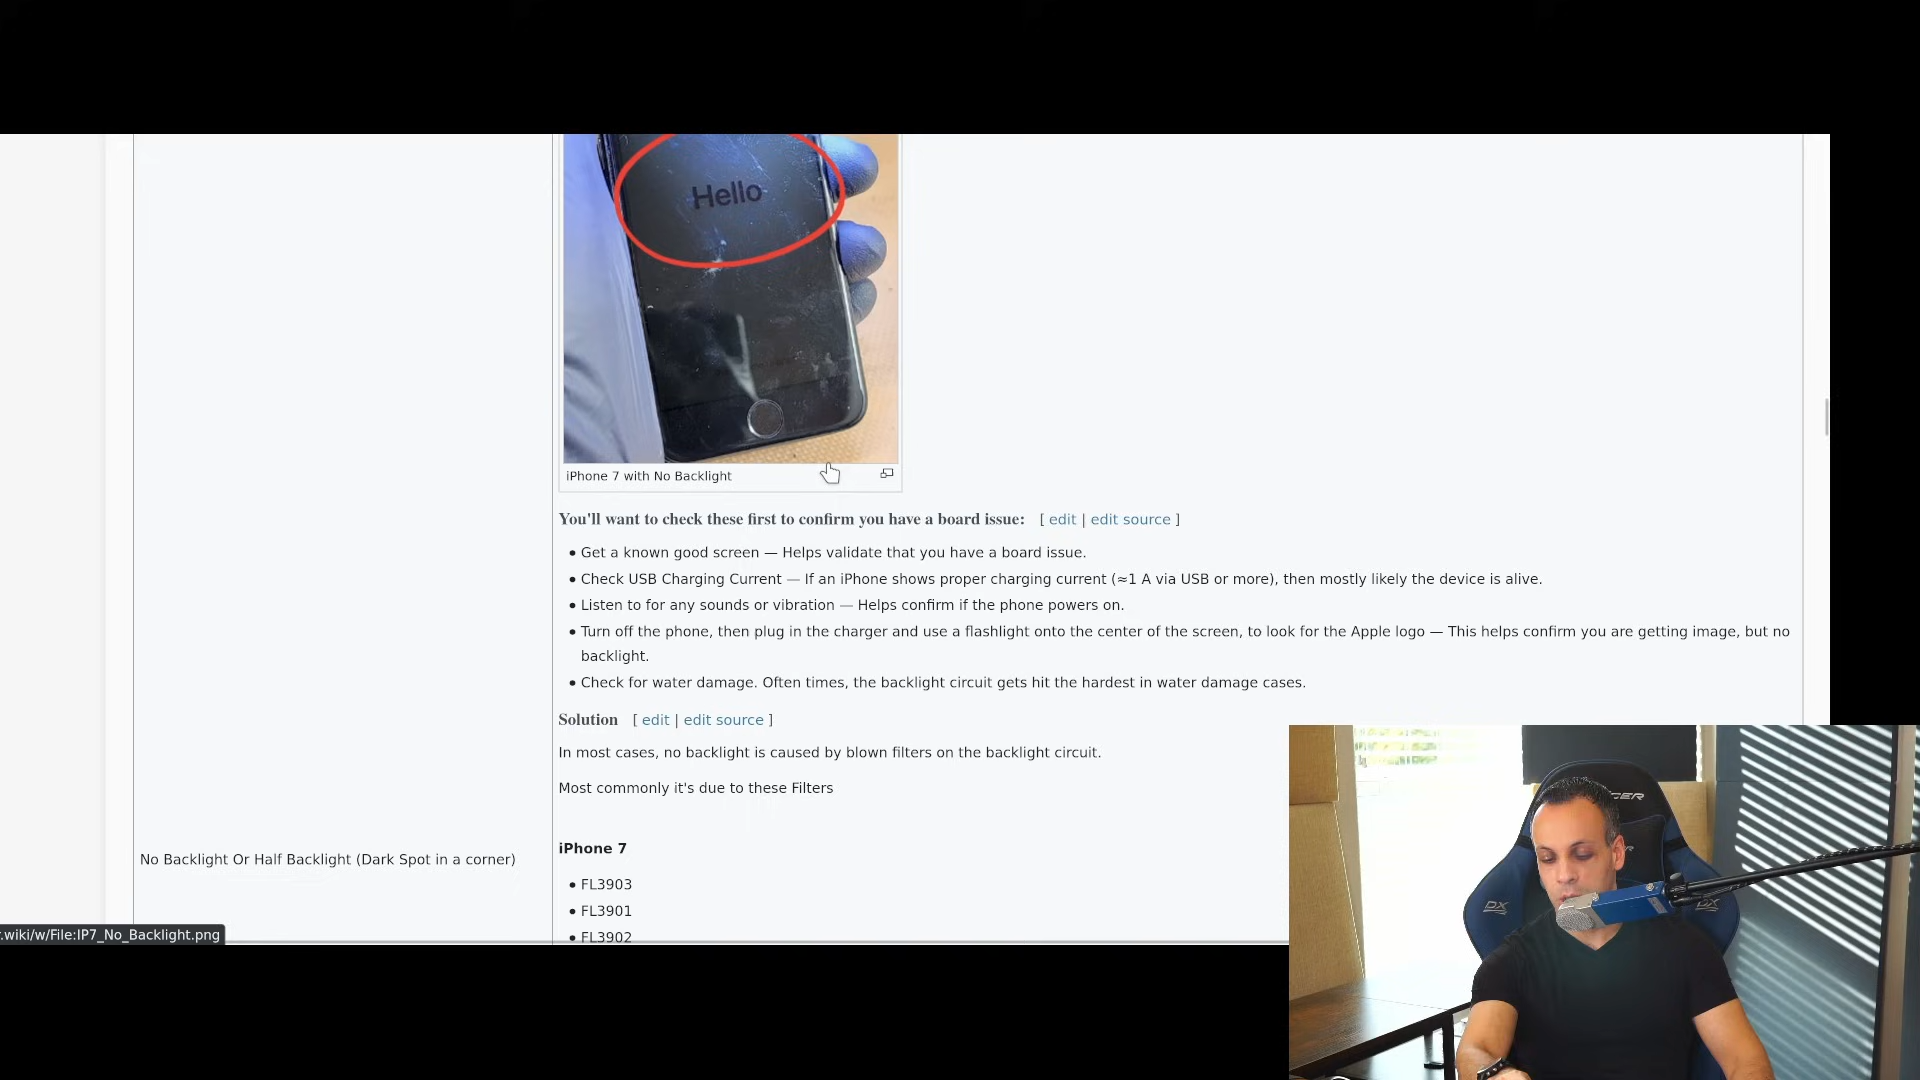 Hello
iPhone 7 with No Backlight
You'll want to check these first to confirm you have a board issue: [ edit | edit source ]
• Get a known good screen — Helps validate that you have a board issue.
• Check USB Charging Current — If an iPhone shows proper charging current (≈1 A via USB or more), then mostly likely the device is alive.
• Listen to for any sounds or vibration — Helps confirm if the phone powers on.
• Turn off the phone, then plug in the charger and use a flashlight onto the center of the screen, to look for the Apple logo — This helps confirm you are getting image, but no
backlight.
• Check for water damage. Often times, the backlight circuit gets hit the hardest in water damage cases.
Solution [ edit | edit source ]
In most cases, no backlight is caused by blown filters on the backlight circuit.
Most commonly it's due to these Filters
iPhone 7
No Backlight Or Half Backlight (Dark Spot in a corner)
• FL3903
• FL3901
• FL3902
.wiki/w/File:IP7_No_Backlight.png